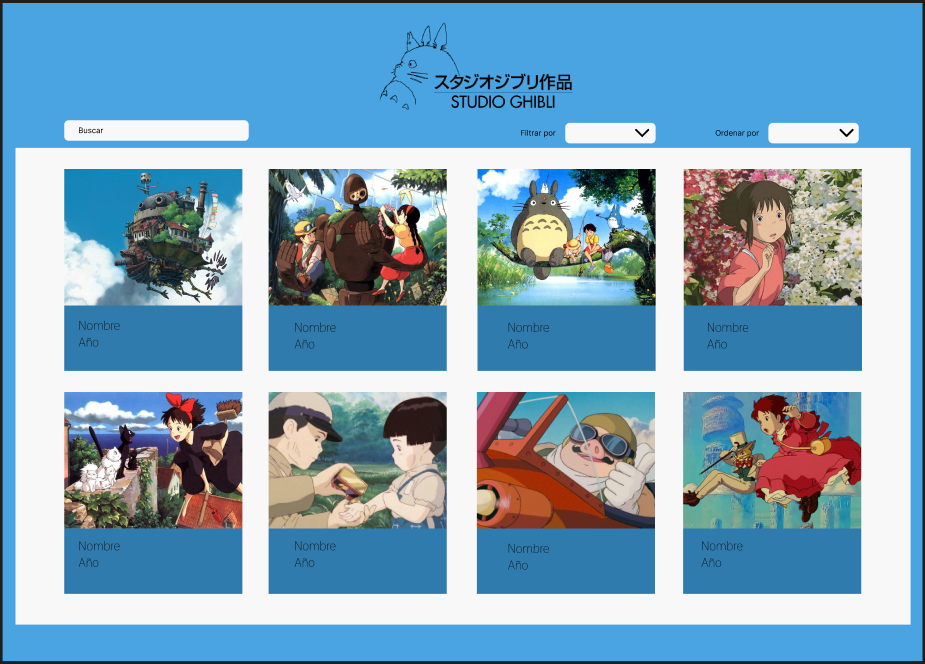 スタジオジブリ作品
STUDIO GHIBLI
Buscar
Filtrar por
Ordenar por
Nombre
Año
Nombre
Año
Nombre
Año
Nombre
Año
Nombre
Año
Nombre
Año
Nombre
Año
Nombre
Año